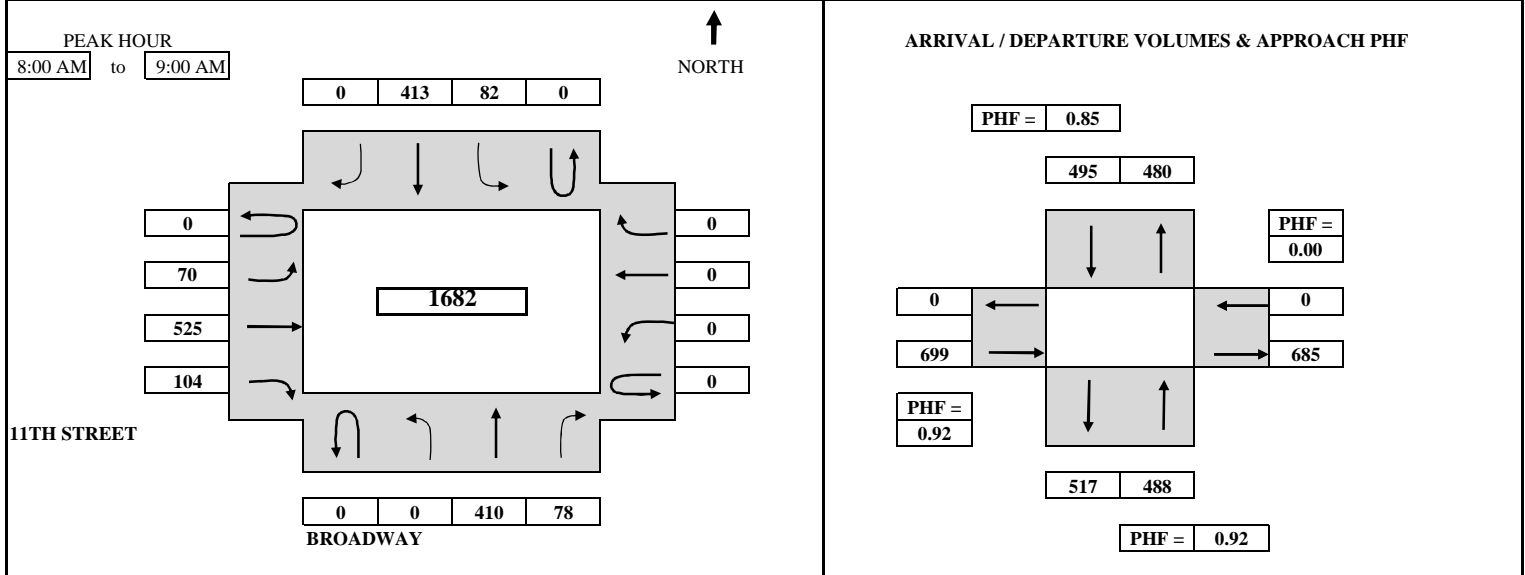 PEAK HOUR
8:00 AM to 9:00 AM
NORTH
0 413 82 0
0 0
70 0
1682
525 0
104 0
11TH STREET
0 0 410 78
BROADWAY
ARRIVAL / DEPARTURE VOLUMES & APPROACH PHF
PHF = 0.85
495 480
PHF =
0.00
0 0
699 685
PHF =
0.92
517 488
PHF = 0.92